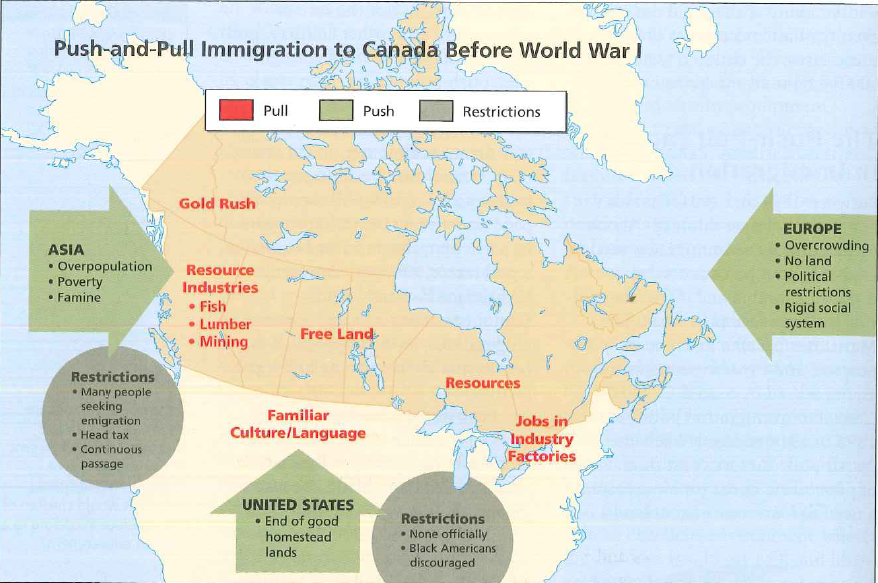 Push-and-Pull Immigration to Canada Before World War I
Pull
Push
Restrictions
Gold Rush
ASIA
• Overpopulation
• Poverty
• Famine
Resource
Industries
• Fish
• Lumber
• Mining
Free Land
EUROPE
• Overcrowding
• No land
• Political
restrictions
• Rigid social
system
Restrictions
• Many people
seeking
emigration
• Head tax
• Continuous
passage
Familiar
Culture/Language
Resources
Jobs in
Industry
Factories
UNITED STATES
• End of good
homestead
lands
Restrictions
• None officially
• Black Americans
discouraged